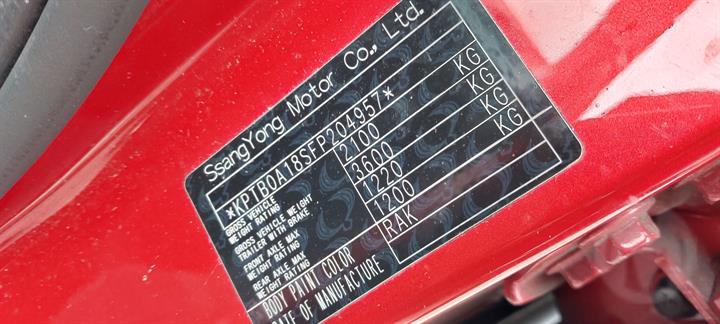 SsangYong Motor Co., Ltd.
*KPTB0A18SFP204957*
GROSS VEHICLE WEIGHT RATING 2100 KG
GROSS VEHICLE WEIGHT TRAILER WITH BRAKE 3600 KG
FRONT AXLE MAX WEIGHT RATING 1220 KG
REAR AXLE MAX WEIGHT RATING 1200 KG
BODY PAINT COLOR RAK
DATE OF MANUFACTURE